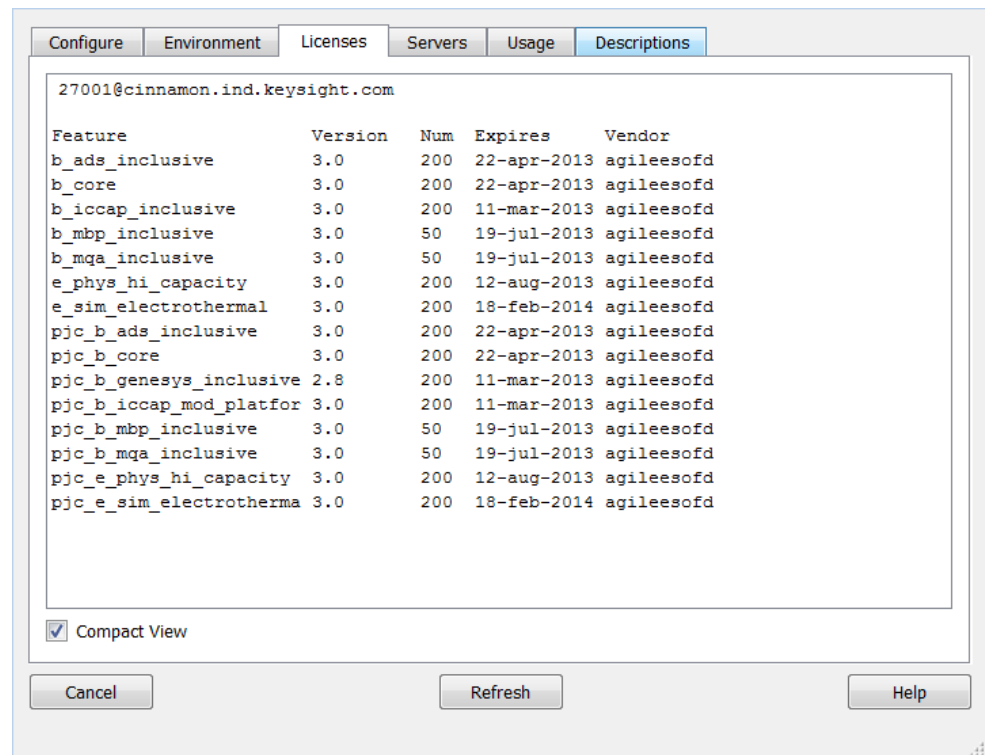 Configure Environment Licenses Servers Usage Descriptions
27001@cinnamon.ind.keysight.com
Feature Version Num Expires Vendor
b_ads_inclusive 3.0 200 22-apr-2013 agileesofd
b_core 3.0 200 22-apr-2013 agileesofd
b_iccap_inclusive 3.0 200 11-mar-2013 agileesofd
b_mbp_inclusive 3.0 50 19-jul-2013 agileesofd
b_mqa_inclusive 3.0 50 19-jul-2013 agileesofd
e_phys_hi_capacity 3.0 200 12-aug-2013 agileesofd
e_sim_electrothermal 3.0 200 18-feb-2014 agileesofd
pjc_b_ads_inclusive 3.0 200 22-apr-2013 agileesofd
pjc_b_core 3.0 200 22-apr-2013 agileesofd
pjc_b_genesys_inclusive 2.8 200 11-mar-2013 agileesofd
pjc_b_iccap_mod_platfor 3.0 200 11-mar-2013 agileesofd
pjc_b_mbp_inclusive 3.0 50 19-jul-2013 agileesofd
pjc_b_mqa_inclusive 3.0 50 19-jul-2013 agileesofd
pjc_e_phys_hi_capacity 3.0 200 12-aug-2013 agileesofd
pjc_e_sim_electrotherma 3.0 200 18-feb-2014 agileesofd
Compact View
Cancel Refresh Help